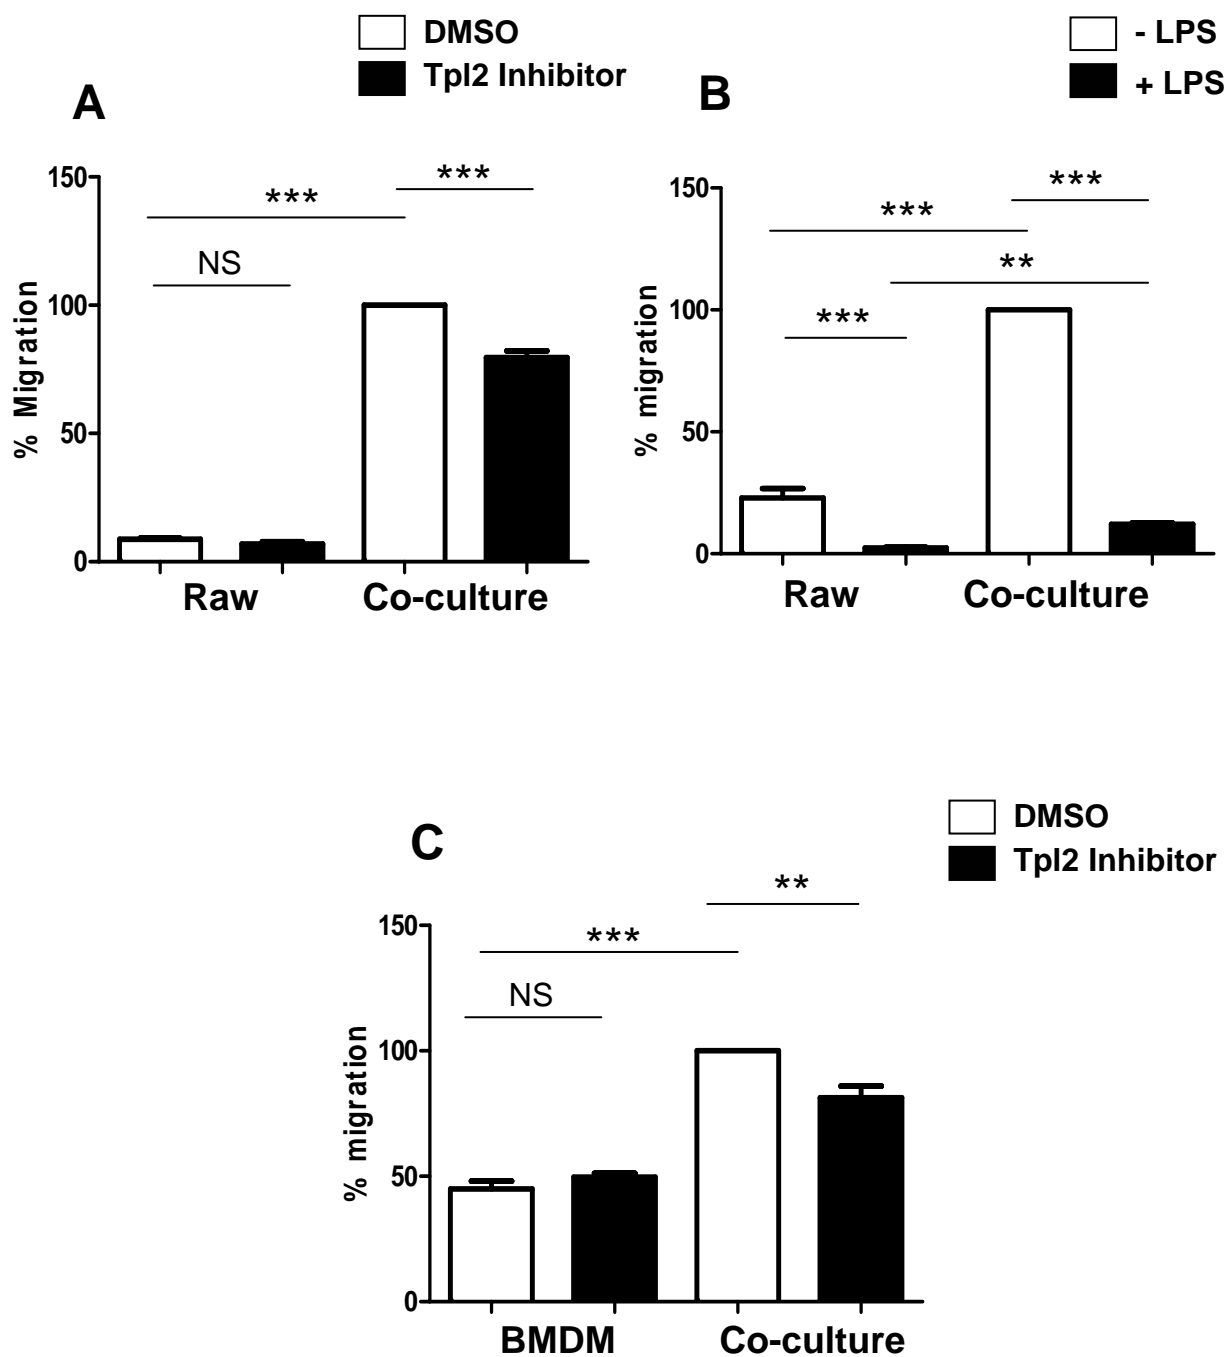 DMSO
Tpl2 Inhibitor
A
150
100
50
0
% Migration
***
***
NS
Raw
Co-culture
- LPS
+ LPS
B
150
100
50
0
% migration
***
***
**
***
Raw
Co-culture
DMSO
Tpl2 Inhibitor
C
150
100
50
0
% migration
**
***
NS
BMDM
Co-culture